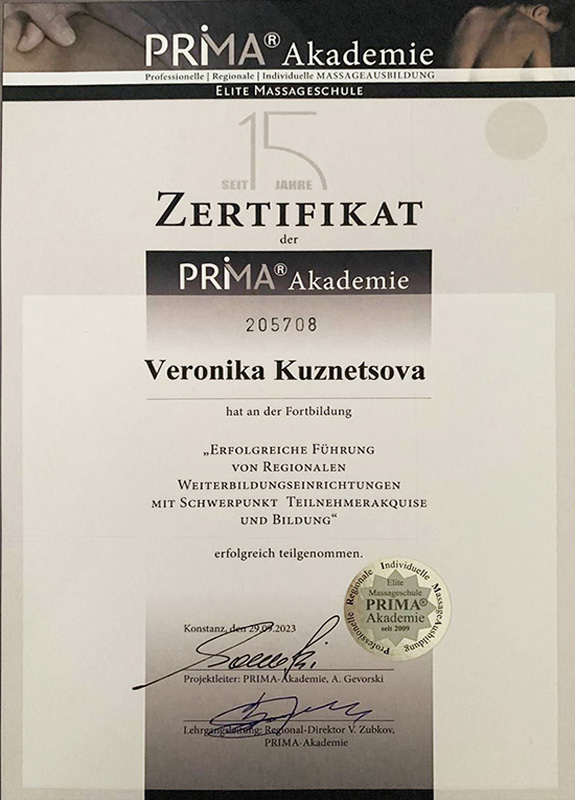 PRiMA® Akademie
Professionelle | Regionale | Individuelle MASSAGEAUSBILDUNG
ELITE MASSAGESCHULE
SEIT 15 JAHRE
ZERTIFIKAT
der
PRiMA® Akademie
205708
Veronika Kuznetsova
hat an der Fortbildung
„ERFOLGREICHE FÜHRUNG
VON REGIONALEN
WEITERBILDUNGSEINRICHTUNGEN
MIT SCHWERPUNKT TEILNEHMERAKQUISE
UND BILDUNG“
erfolgreich teilgenommen.
Professionelle Regionale Individuelle MassageAusbildung
Elite
Massageschule
PRIMA®
Akademie
seit 2009
Konstanz, den 29.09.2023
Projektleiter: PRIMA-Akademie, A. Gevorski
Lehrgangsleitung: Regional-Direktor V. Zubkov,
PRIMA-Akademie